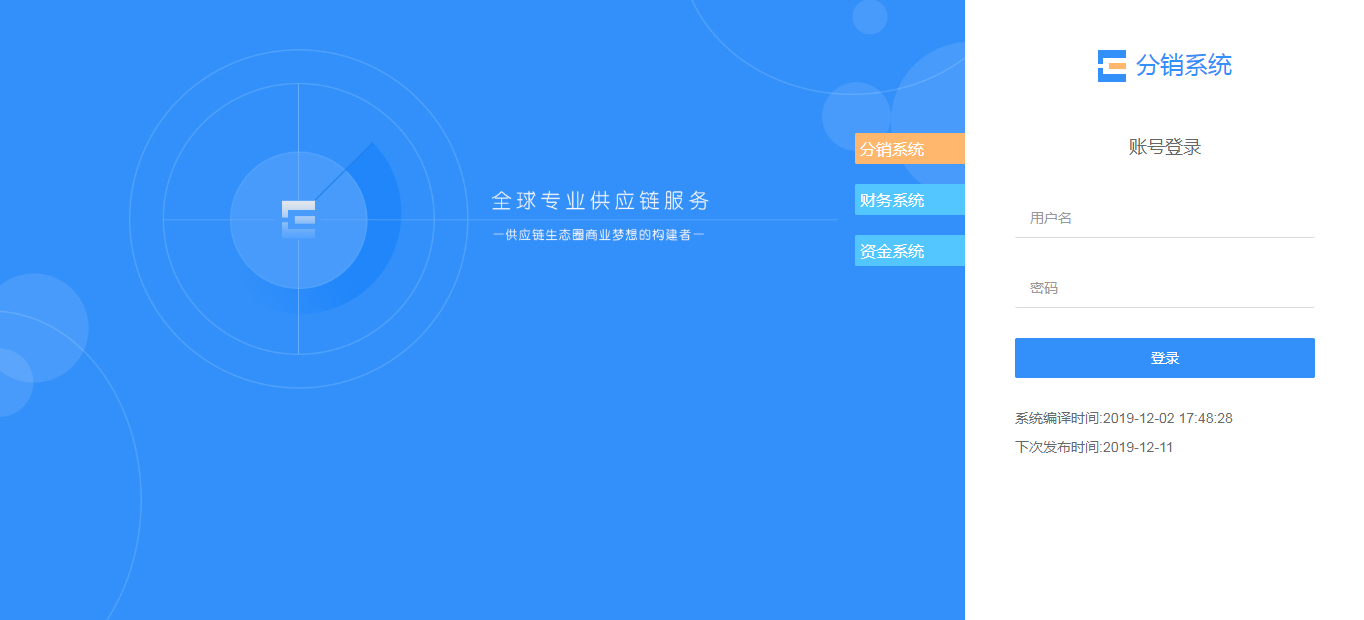 全球专业供应链服务
—供应链生态圈商业梦想的构建者—
分销系统
财务系统
资金系统
分销系统
账号登录
用户名
密码
登录
系统编译时间:2019-12-02 17:48:28
下次发布时间:2019-12-11